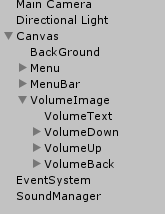 Main Camera
Directional Light
Canvas
BackGround
Menu
MenuBar
VolumeImage
VolumeText
VolumeDown
VolumeUp
VolumeBack
EventSystem
SoundManager